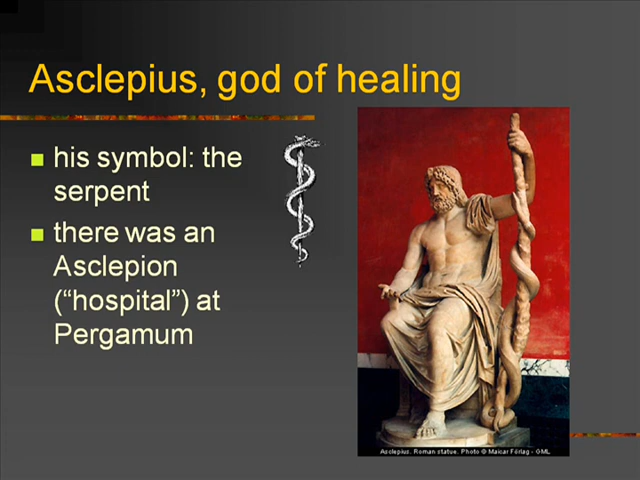 Asclepius, god of healing
his symbol: the
serpent
there was an
Asclepion
(“hospital”) at
Pergamum
Asclepius. Roman statue. Photo © Maicar Förlag - GML